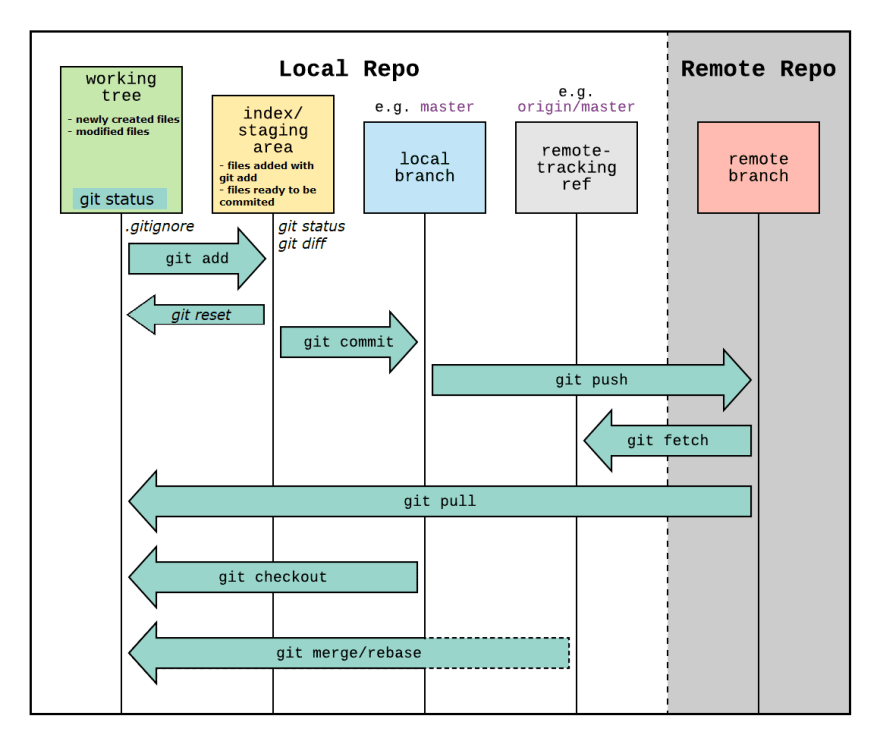 Local Repo
Remote Repo
working
tree
- newly created files
- modified files
git status
index/
staging
area
- files added with
git add
- files ready to be
commited
e.g. master
local
branch
e.g.
origin/master
remote-
tracking
ref
remote
branch
.gitignore
git status
git diff
git add
git reset
git commit
git push
git fetch
git pull
git checkout
git merge/rebase